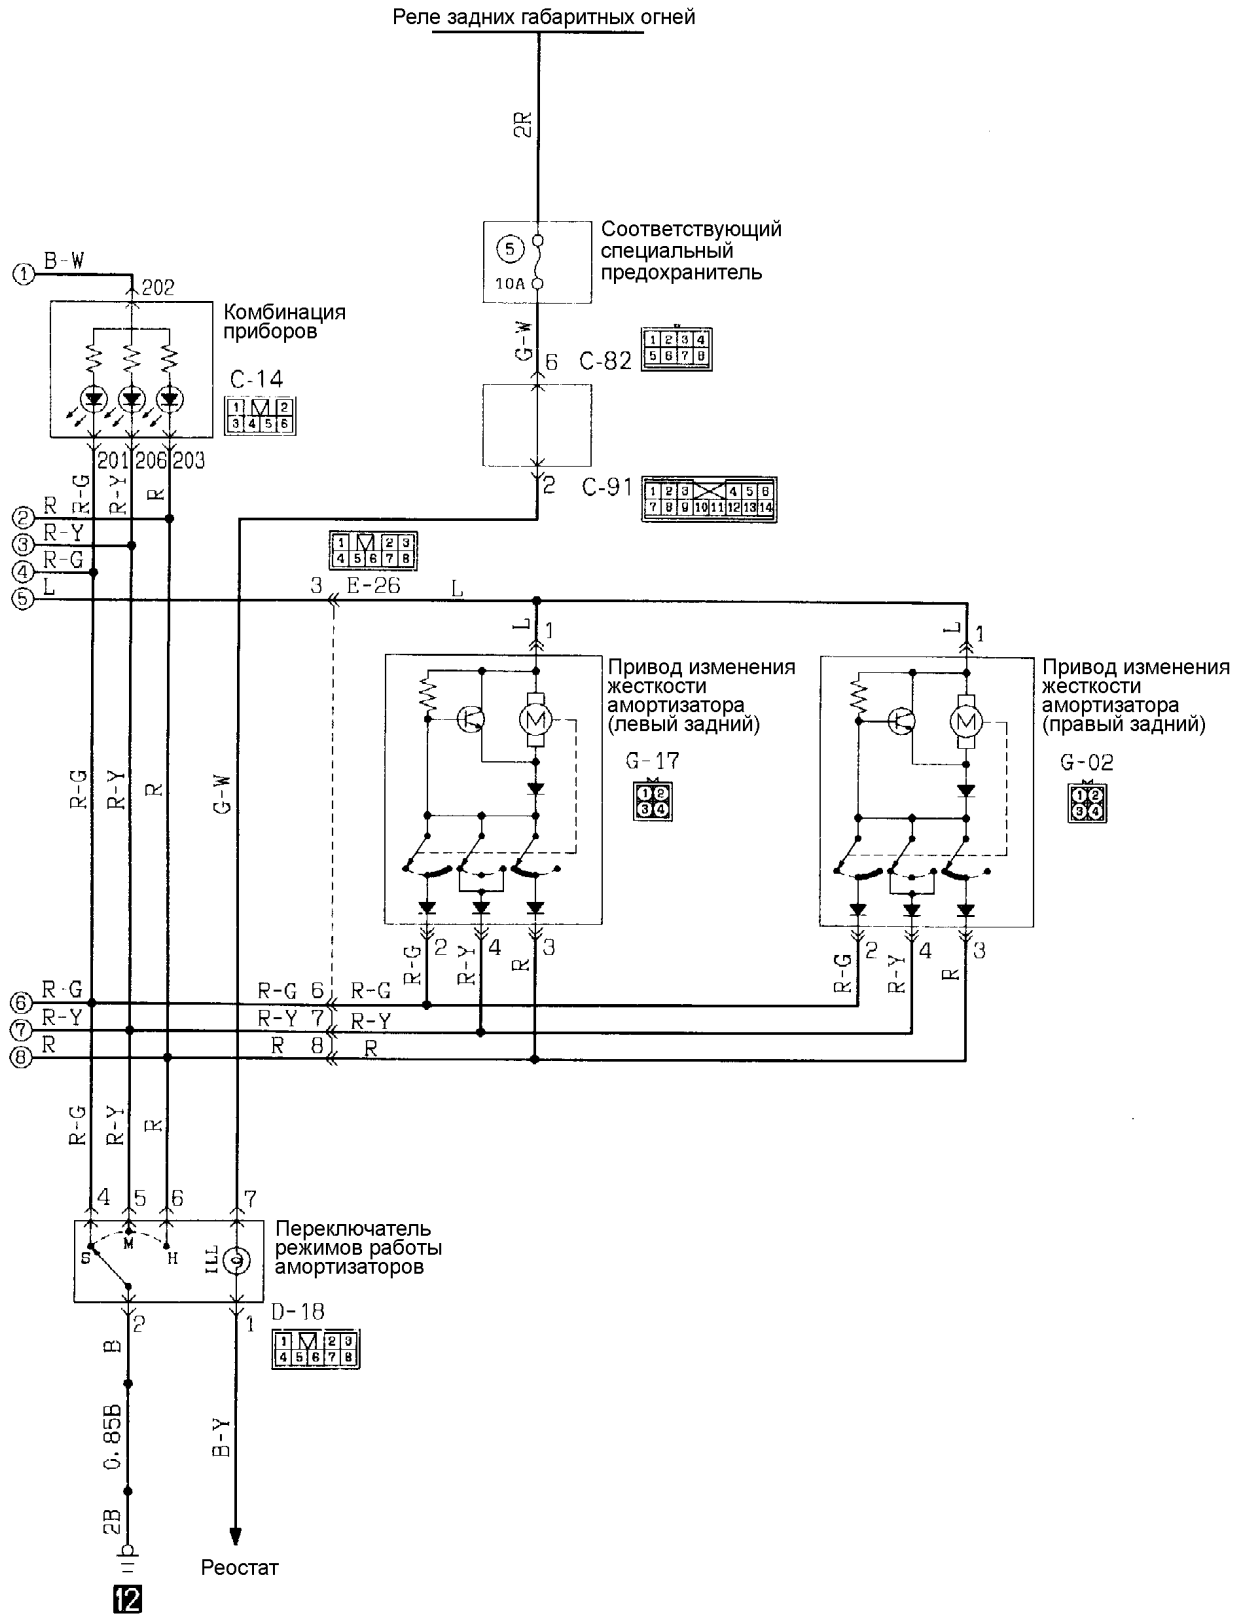 Реле задних габаритных огней
2R
5
10A
Соответствующий
специальный
предохранитель
1
B-W
202
Комбинация
приборов
G-W
6
C-82
1 2 3 4
5 6 7 8
C-14
1 2
3 4 5 6
201 206 203
R-G
R-Y
R
2
C-91
1 2 3 4 5 6
7 8 9 10 11 12 13 14
2 R
3 R-Y
4 R-G
5 L
1 2 3
4 5 6 7 8
3 E-26
L
L
1
L
1
Привод изменения
жесткости
амортизатора
(левый задний)
Привод изменения
жесткости
амортизатора
(правый задний)
M
M
G-17
1 2
3 4
G-02
1 2
3 4
R-G
R-Y
R
G-W
2 4 3
R-G
R-Y
R
2 4 3
R-G
R-Y
R
6 R-G
R-G 6 R-G
7 R-Y
R-Y 7 R-Y
8 R
R 8 R
R-G
R-Y
R
4 5 6 7
S M H
ILL
Переключатель
режимов работы
амортизаторов
2
1
D-18
1 2 3
4 5 6 7 8
B
0.85B
2B
B-Y
Реостат
12